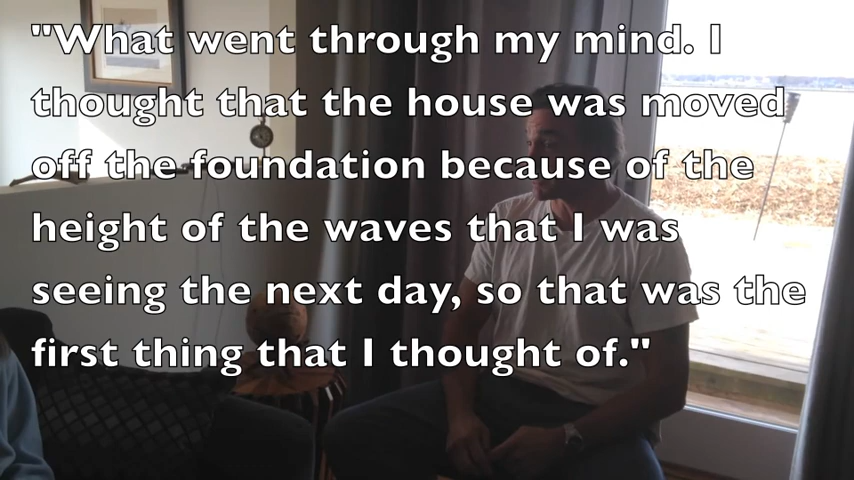 "What went through my mind. I
thought that the house was moved
off the foundation because of the
height of the waves that I was
seeing the next day, so that was the
first thing that I thought of."